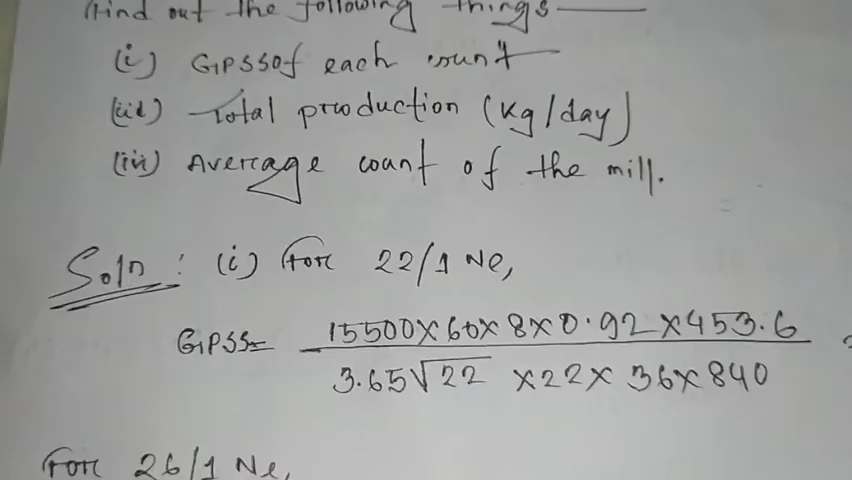 Find out the following things
(i) GPSS of each count
(ii) Total production (kg/day)
(iii) Average count of the mill.
Soln: (i) For 22/1 Ne,
GPSS= 15500×60×8×0.92×453.6 =
3.65√22 ×22× 36×840
For 26/1 Ne,